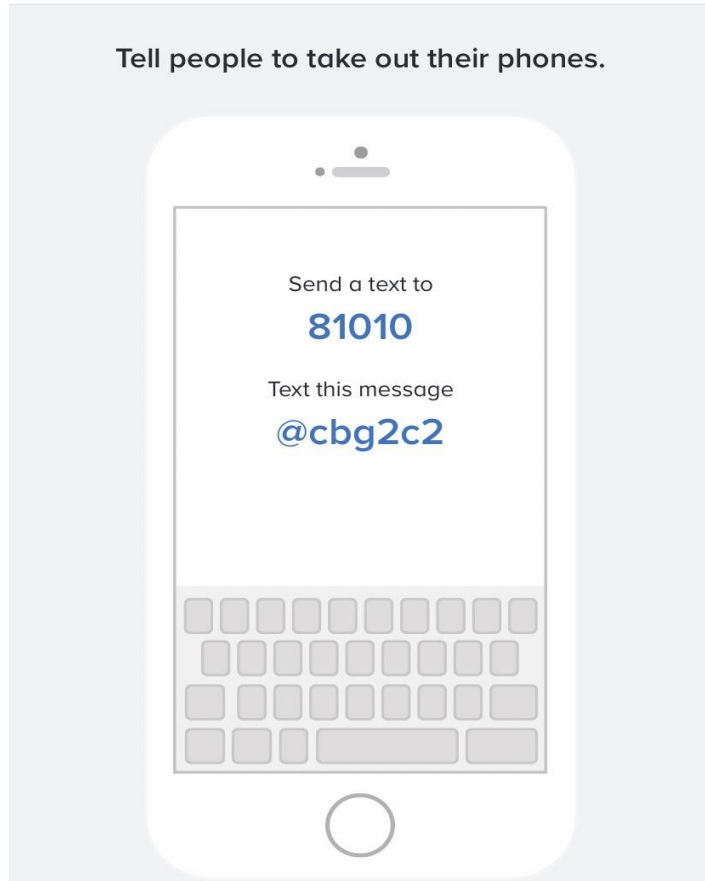 Tell people to take out their phones.
Send a text to
81010
Text this message
@cbg2c2